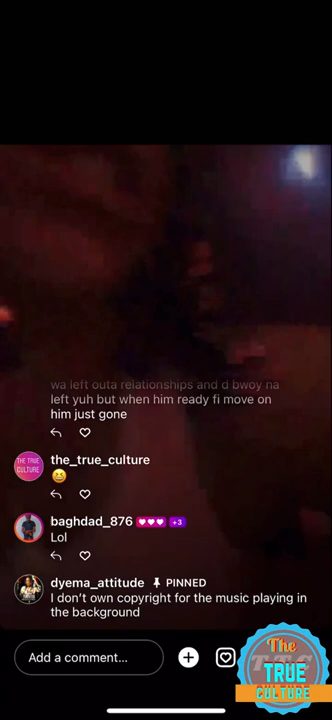 wa left outa relationships and d bwoy na
left yuh but when him ready fi move on
him just gone
the_true_culture
THE TRUE
CULTURE
😆
baghdad_876 +3
Lol
dyema_attitude PINNED
I don’t own copyright for the music playing in
the background
Add a comment...
The
TRUE
CULTURE